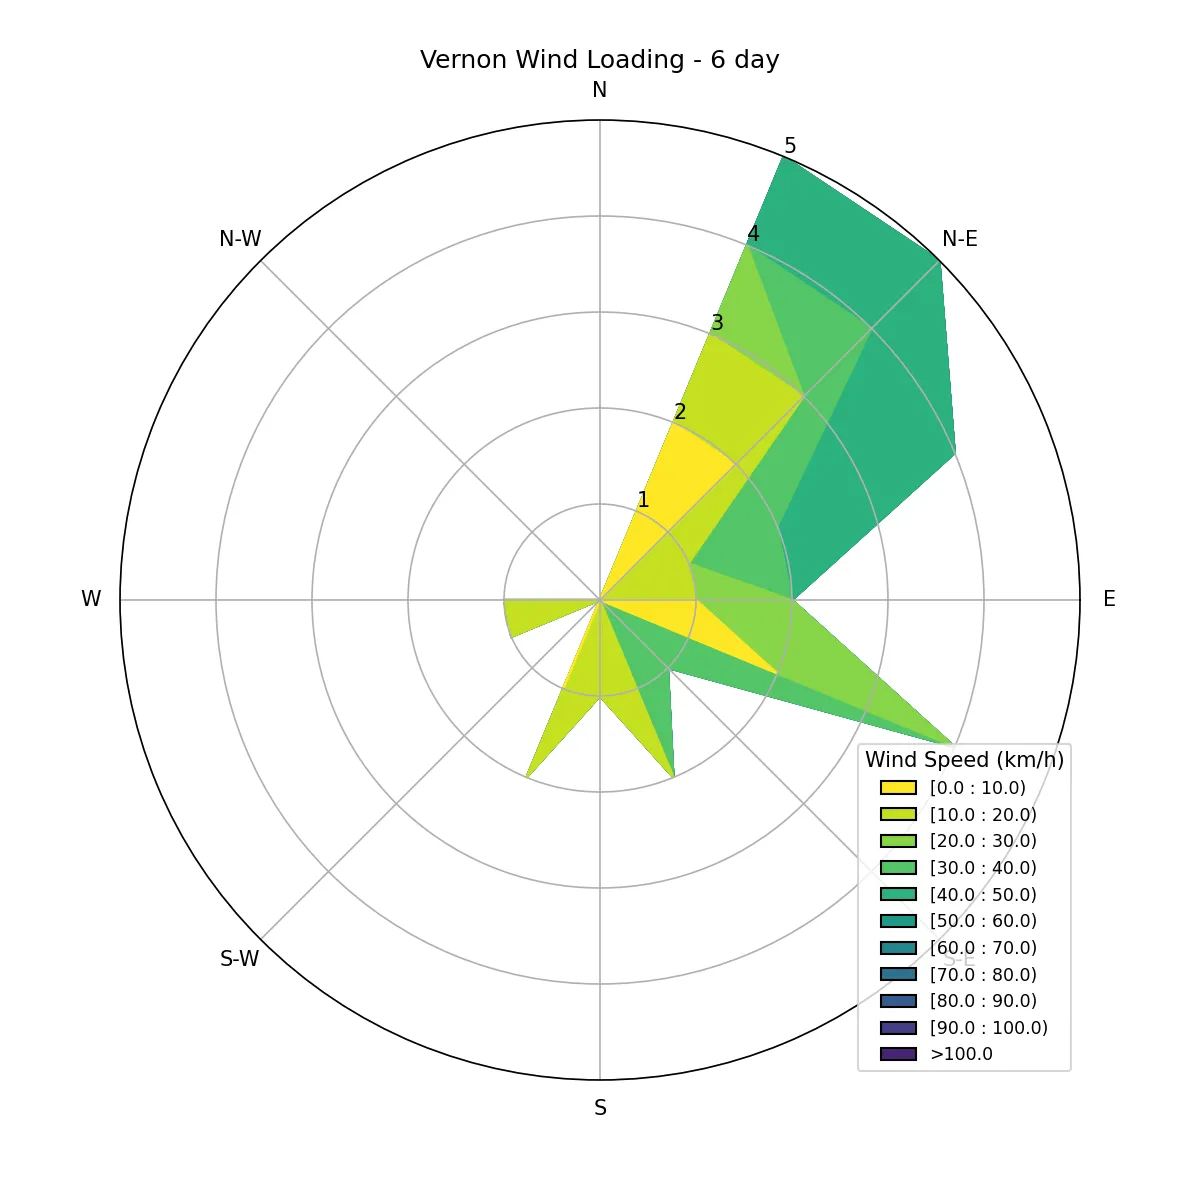 Vernon Wind Loading - 6 day
N
5
4
N-W
N-E
3
2
1
W
E
Wind Speed (km/h)
[0.0 : 10.0)
[10.0 : 20.0)
[20.0 : 30.0)
[30.0 : 40.0)
[40.0 : 50.0)
[50.0 : 60.0)
[60.0 : 70.0)
[70.0 : 80.0)
[80.0 : 90.0)
[90.0 : 100.0)
>100.0
S-W
S-E
S